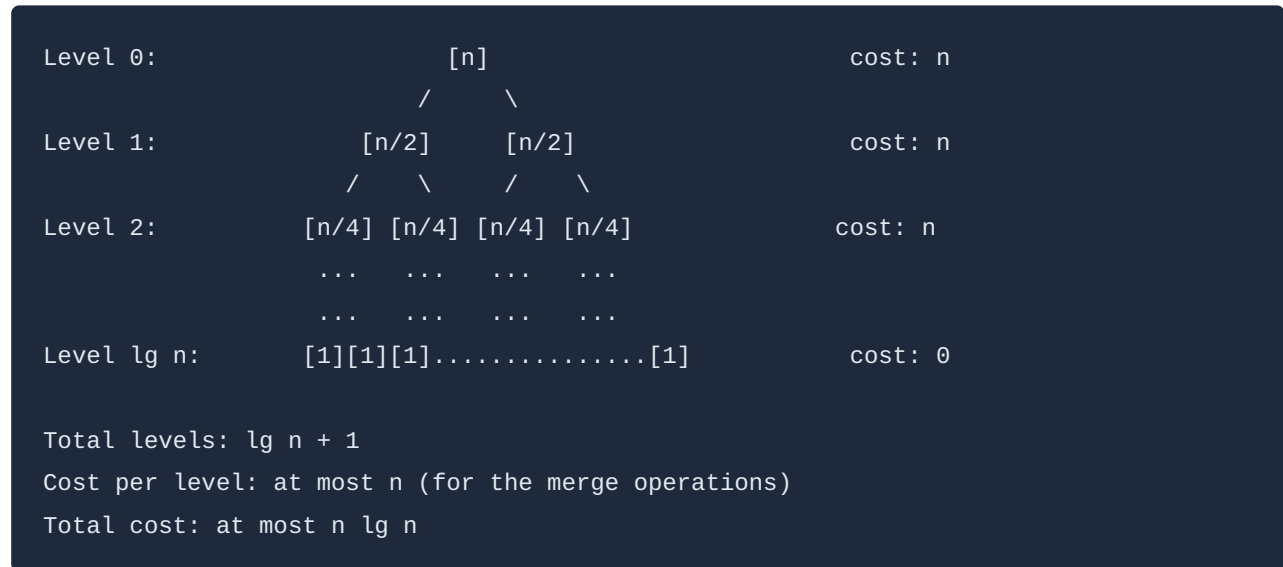 Level 0: [n] cost: n
/ \
Level 1: [n/2] [n/2] cost: n
/ \ / \
Level 2: [n/4] [n/4] [n/4] [n/4] cost: n
... ... ... ...
... ... ... ...
Level lg n: [1][1][1]...............[1] cost: 0
Total levels: lg n + 1
Cost per level: at most n (for the merge operations)
Total cost: at most n lg n